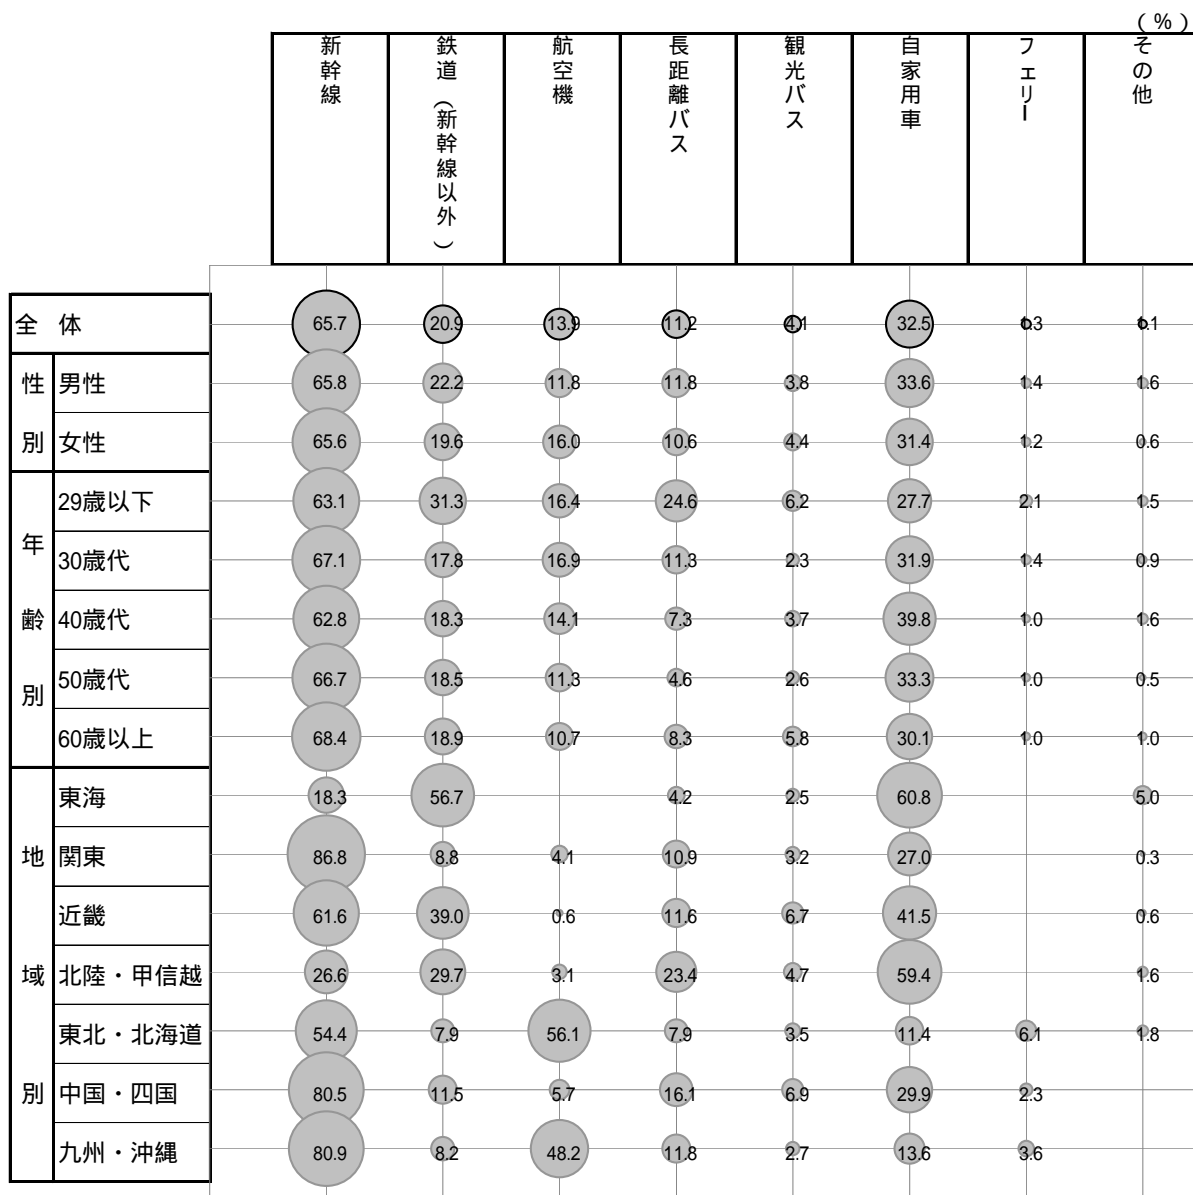 （％）
新幹線
鉄道（新幹線以外）
航空機
長距離バス
観光バス
自家用車
フェリー
その他
全 体 65.7 20.9 13.9 11.2 4.1 32.5 1.3 1.1
性別
男性 65.8 22.2 11.8 11.8 3.8 33.6 1.4 1.6
女性 65.6 19.6 16.0 10.6 4.4 31.4 1.2 0.6
年齢別
29歳以下 63.1 31.3 16.4 24.6 6.2 27.7 2.1 1.5
30歳代 67.1 17.8 16.9 11.3 2.3 31.9 1.4 0.9
40歳代 62.8 18.3 14.1 7.3 3.7 39.8 1.0 1.6
50歳代 66.7 18.5 11.3 4.6 2.6 33.3 1.0 0.5
60歳以上 68.4 18.9 10.7 8.3 5.8 30.1 1.0 1.0
地域別
東海 18.3 56.7 4.2 2.5 60.8 5.0
関東 86.8 8.8 4.1 10.9 3.2 27.0 0.3
近畿 61.6 39.0 0.6 11.6 6.7 41.5 0.6
北陸・甲信越 26.6 29.7 3.1 23.4 4.7 59.4 1.6
東北・北海道 54.4 7.9 56.1 7.9 3.5 11.4 6.1 1.8
中国・四国 80.5 11.5 5.7 16.1 6.9 29.9 2.3
九州・沖縄 80.9 8.2 48.2 11.8 2.7 13.6 3.6